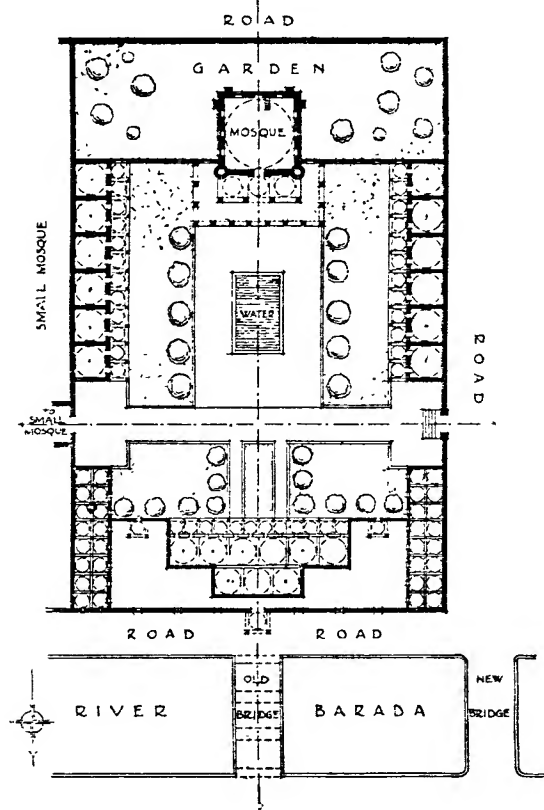 ROAD
GARDEN
MOSQUE
SMALL MOSQUE
WATER
ROAD
TO
SMALL
MOSQUE
ROAD ROAD
OLD
BRIDGE
RIVER BARADA
NEW
BRIDGE